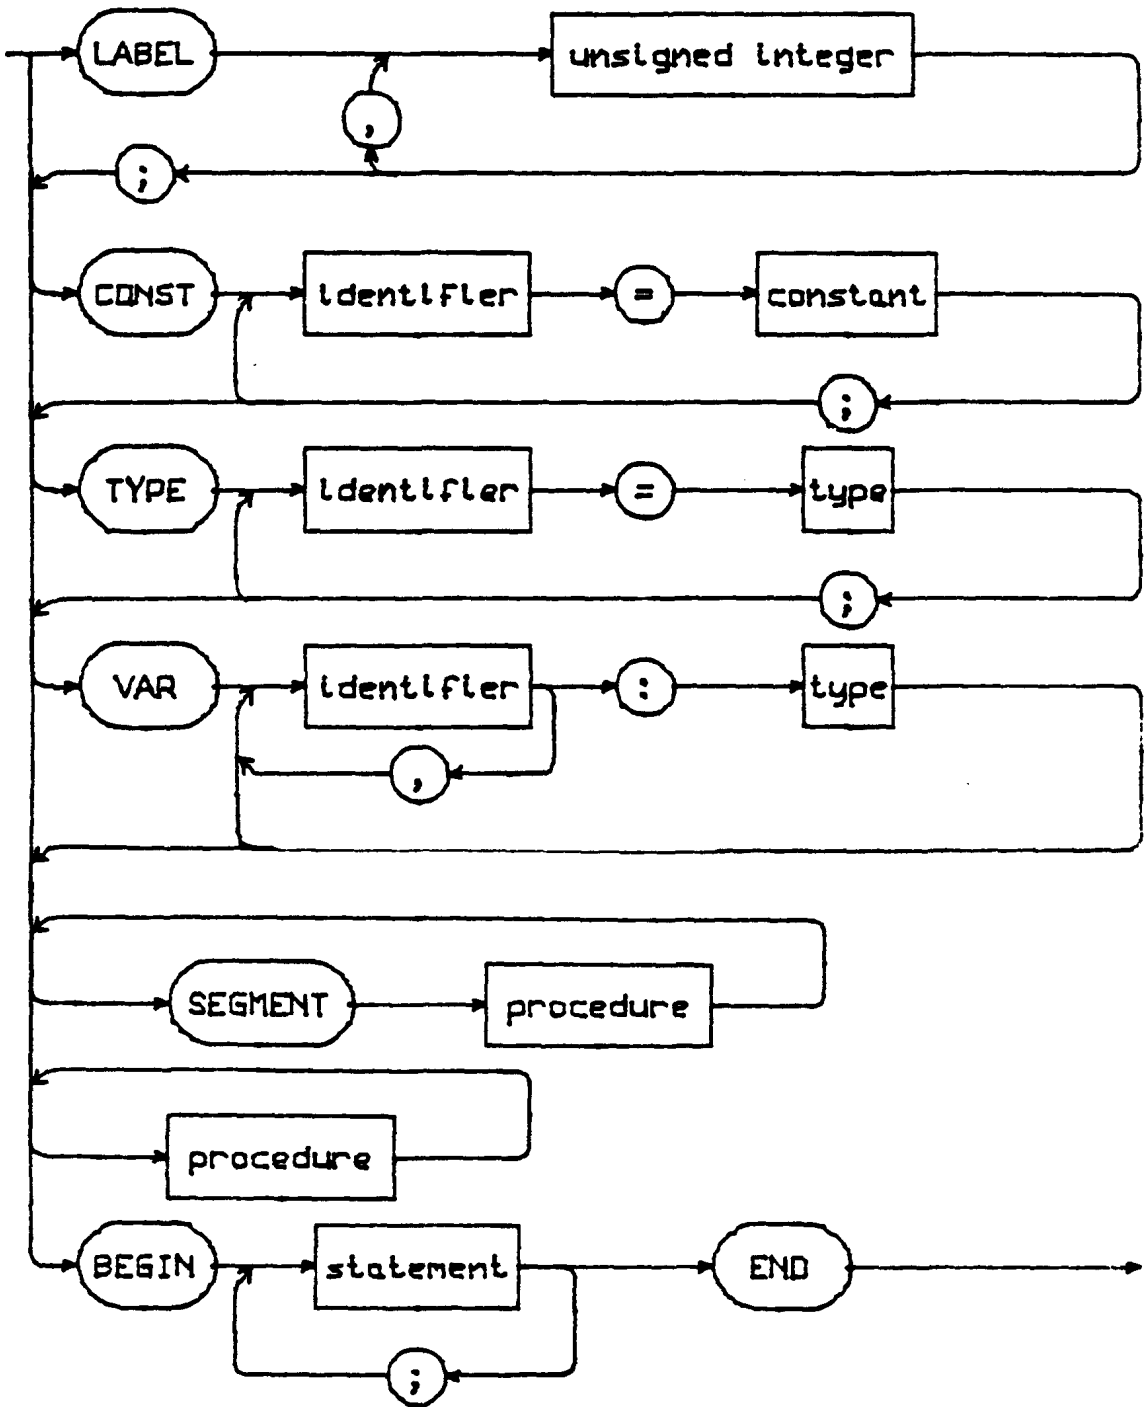 LABEL unsigned integer
,
;
CONST identifier = constant
;
TYPE identifier = type
;
VAR identifier : type
,
SEGMENT procedure
procedure
BEGIN statement END
;